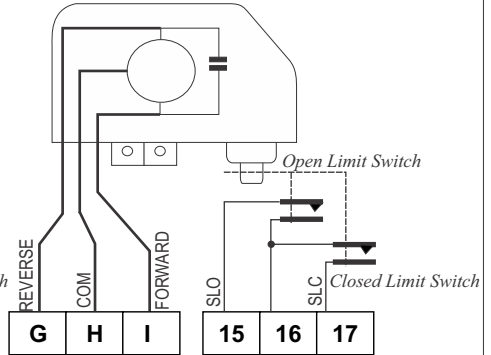 Open Limit Switch
REVERSE
COM
FORWARD
SLO
SLC
Closed Limit Switch
G H I 15 16 17